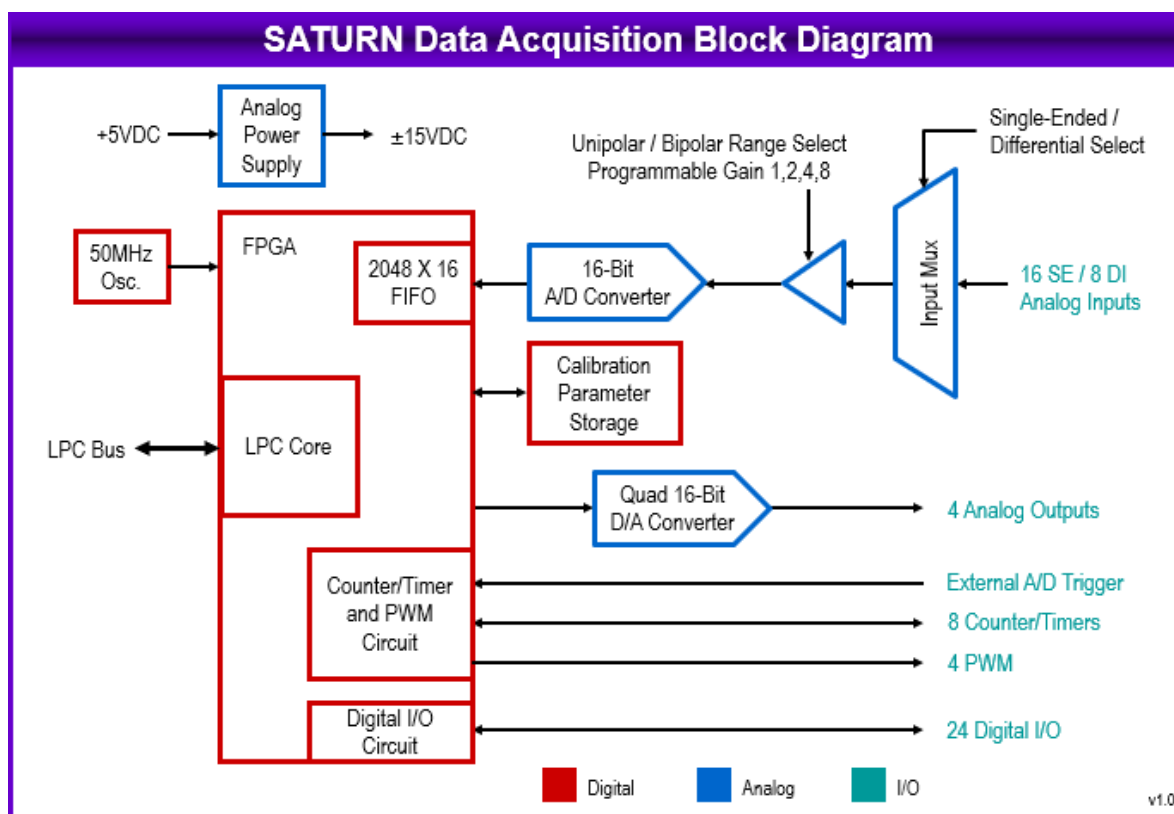 SATURN Data Acquisition Block Diagram
+5VDC
Analog
Power
Supply
±15VDC
Unipolar / Bipolar Range Select
Programmable Gain 1,2,4,8
Single-Ended /
Differential Select
50MHz
Osc.
FPGA
2048 X 16
FIFO
16-Bit
A/D Converter
Input Mux
16 SE / 8 DI
Analog Inputs
Calibration
Parameter
Storage
LPC Bus
LPC Core
Quad 16-Bit
D/A Converter
4 Analog Outputs
Counter/Timer
and PWM
Circuit
External A/D Trigger
8 Counter/Timers
4 PWM
Digital I/O
Circuit
24 Digital I/O
Digital
Analog
I/O
v1.0